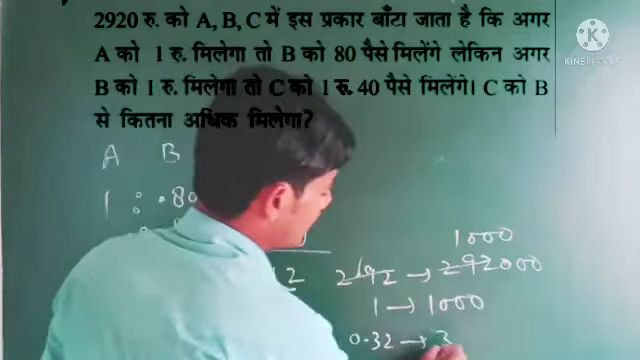 2920 रु. को A, B, C में इस प्रकार बाँटा जाता है कि अगर
A को 1 रु. मिलेगा तो B को 80 पैसे मिलेंगे लेकिन अगर
B को 1 रु. मिलेगा तो C को 1 रु. 40 पैसे मिलेंगे। C को B
से कितना अधिक मिलेगा?
KINEMASTER
A B
1 : .80
1000
2.92 → 292000
1 → 1000
0.32 → 3